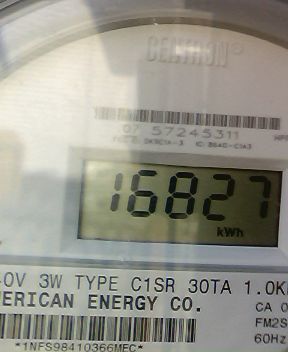 CENTRON®
07 57245311
16827
kWh
0V 3W TYPE C1SR 30TA 1.0K
ERICAN ENERGY CO.
CA 0
FM2S
60Hz
*1NFS98410366MEC*